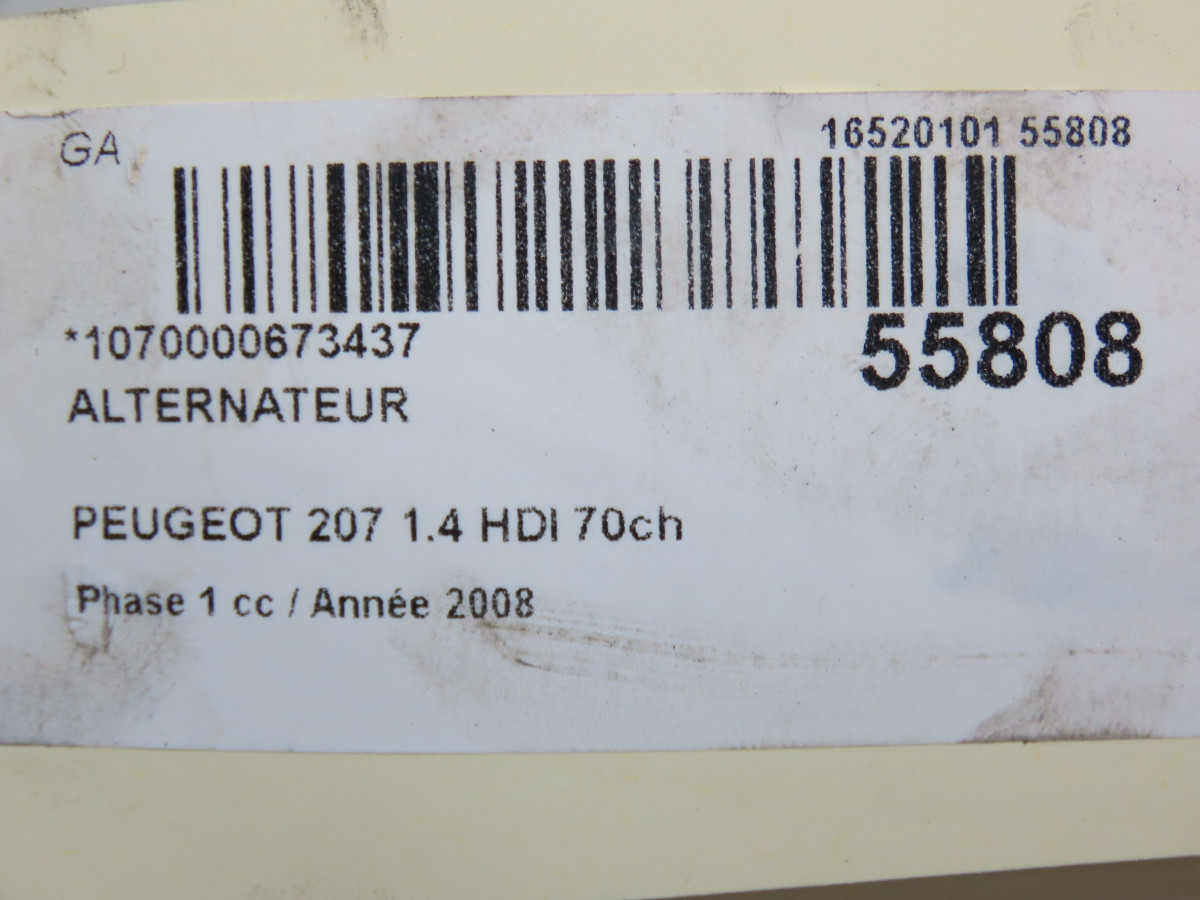 GA
16520101 55808
*1070000673437
55808
ALTERNATEUR
PEUGEOT 207 1.4 HDI 70ch
Phase 1 cc / Année 2008